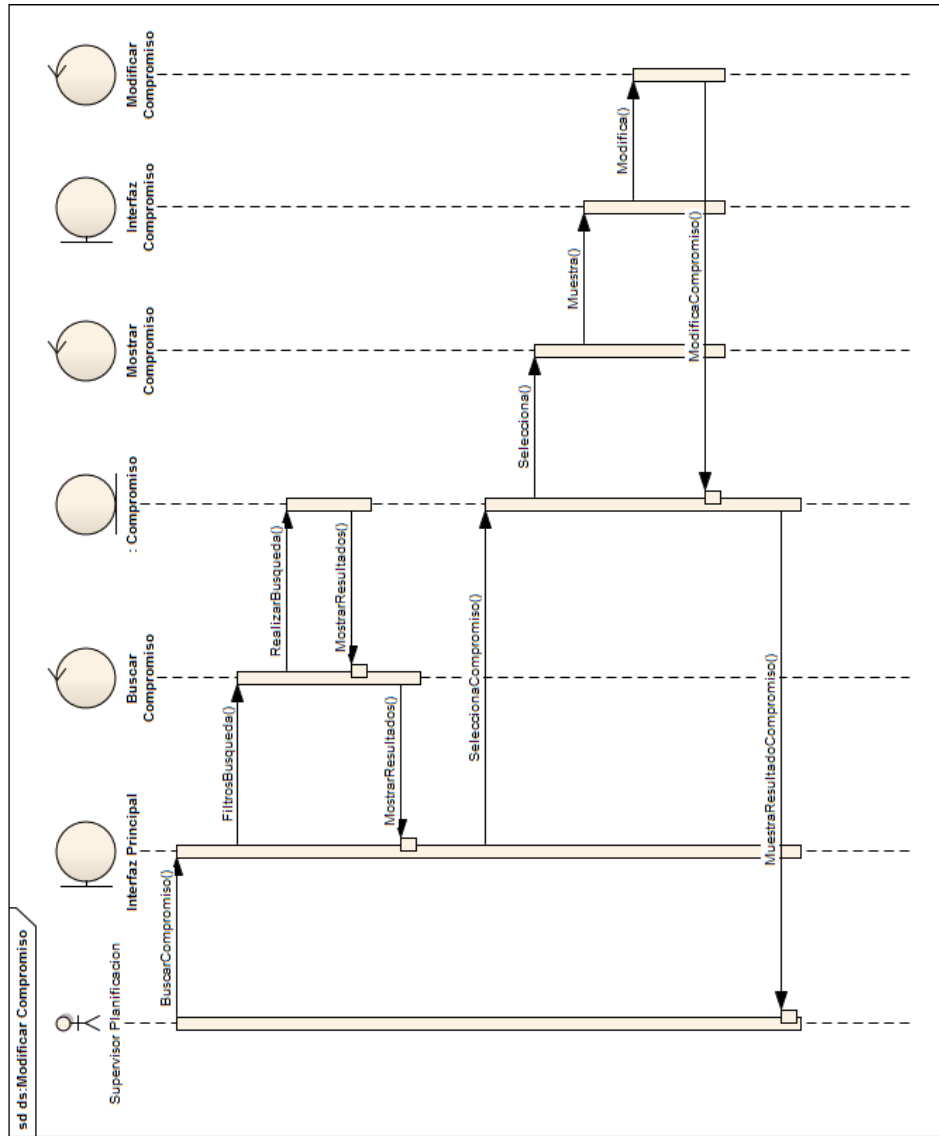 sd ds:Modificar Compromiso
Supervisor Planificacion
Interfaz Principal
Buscar
Compromiso
: Compromiso
Mostrar
Compromiso
Interfaz
Compromiso
Modificar
Compromiso
BuscarCompromiso()
FiltrosBusqueda()
RealizarBusqueda()
MostrarResultados()
MostrarResultados()
SeleccionaCompromiso()
Selecciona()
Muestra()
Modifica()
ModificaCompromiso()
MuestraResultadoCompromiso()